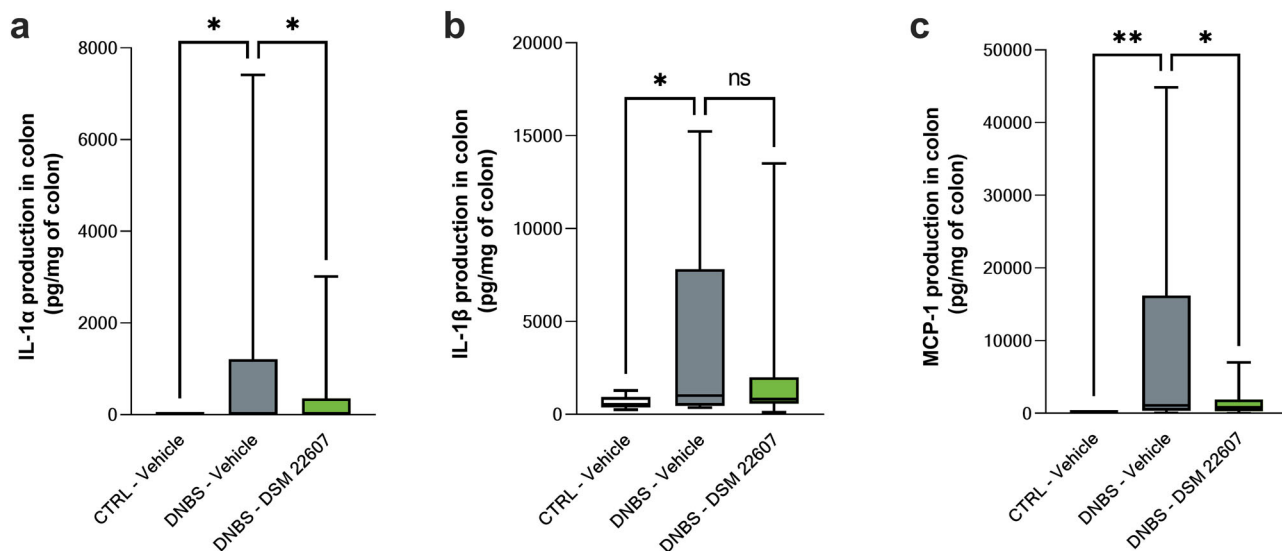 a
IL-1α production in colon
(pg/mg of colon)
8000
6000
4000
2000
0
*
*
CTRL - Vehicle
DNBS - Vehicle
DNBS - DSM 22607
b
IL-1β production in colon
(pg/mg of colon)
20000
15000
10000
5000
0
*
ns
CTRL - Vehicle
DNBS - Vehicle
DNBS - DSM 22607
c
MCP-1 production in colon
(pg/mg of colon)
50000
40000
30000
20000
10000
0
**
*
CTRL - Vehicle
DNBS - Vehicle
DNBS - DSM 22607